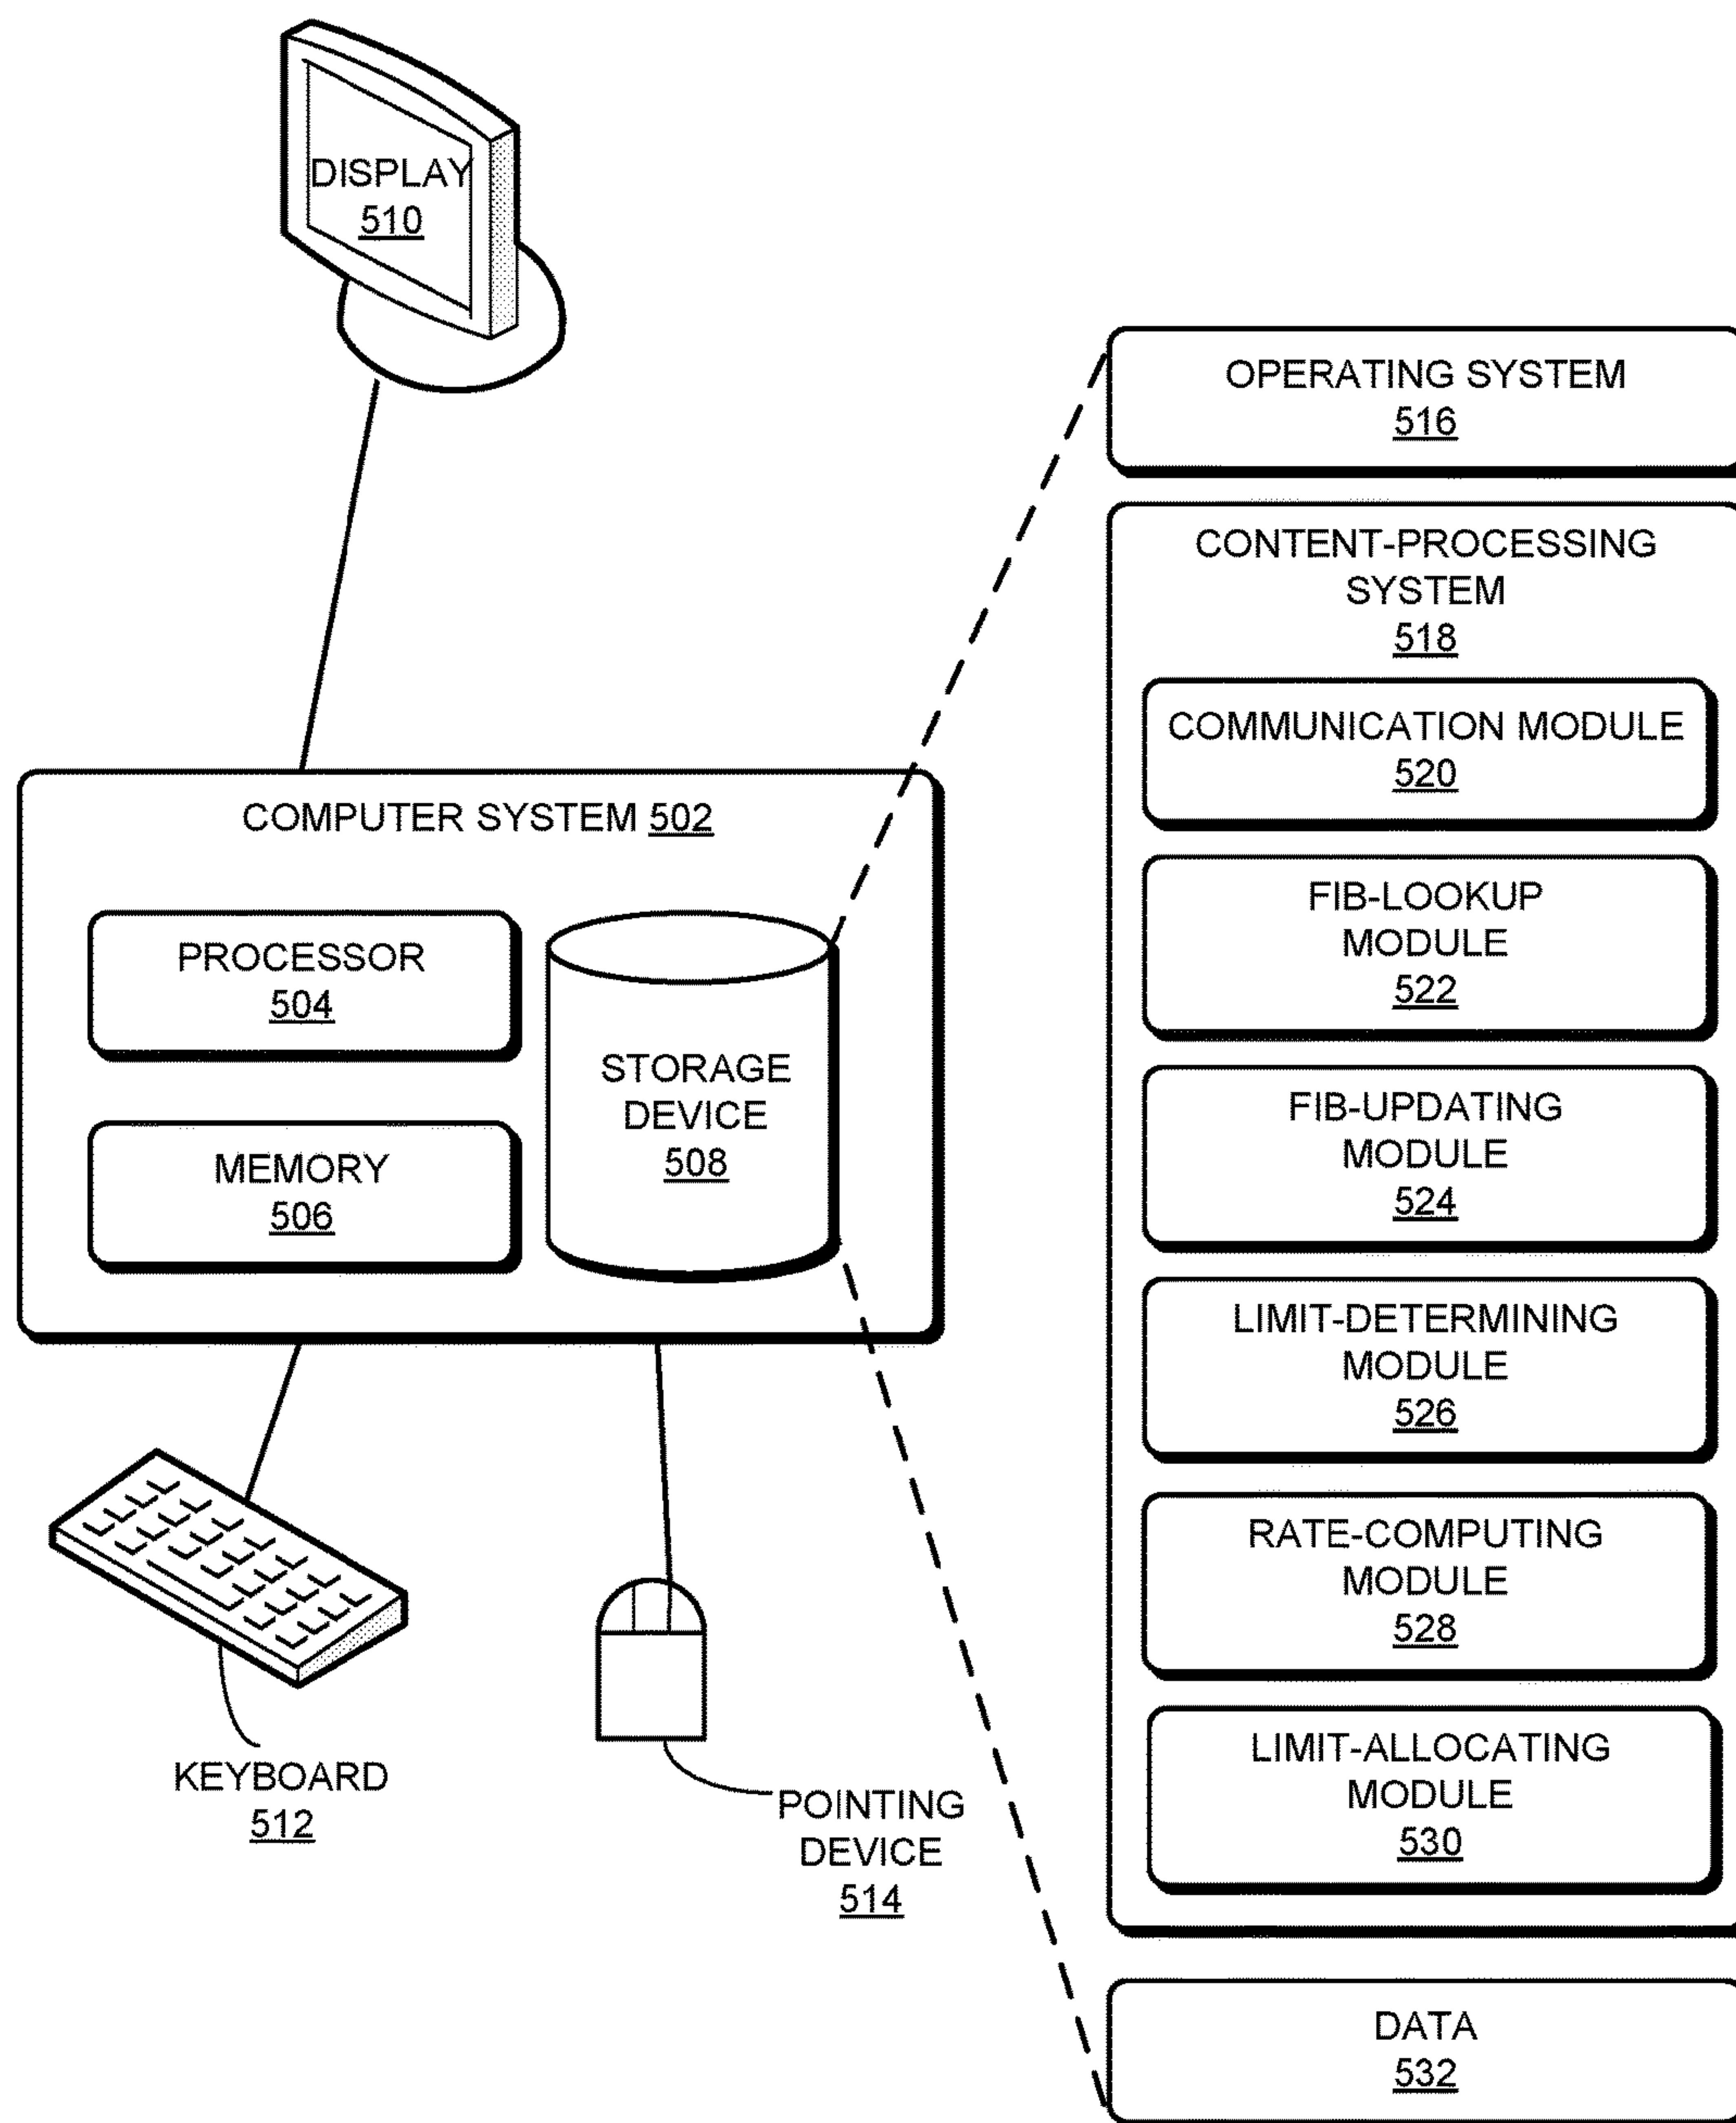 DISPLAY
510
COMPUTER SYSTEM 502
PROCESSOR
504
MEMORY
506
STORAGE
DEVICE
508
KEYBOARD
512
POINTING
DEVICE
514
OPERATING SYSTEM
516
CONTENT-PROCESSING
SYSTEM
518
COMMUNICATION MODULE
520
FIB-LOOKUP
MODULE
522
FIB-UPDATING
MODULE
524
LIMIT-DETERMINING
MODULE
526
RATE-COMPUTING
MODULE
528
LIMIT-ALLOCATING
MODULE
530
DATA
532